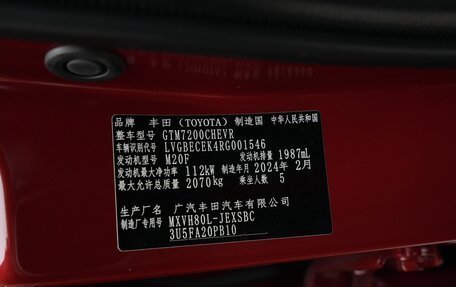 品牌 丰田（TOYOTA） 制造国 中华人民共和国
整车型号 GTM7200CHEVR
车辆识别代号 LVGBECEK4RG001546
发动机型号 M20F 发动机排量 1987mL
发动机最大净功率 112kW 制造年月 2024年2月
最大允许总质量 2070kg 乘坐人数 5
生产厂名 广汽丰田汽车有限公司
制造厂专用号 MXVH80L-JEXSBC
3U5FA20PB10